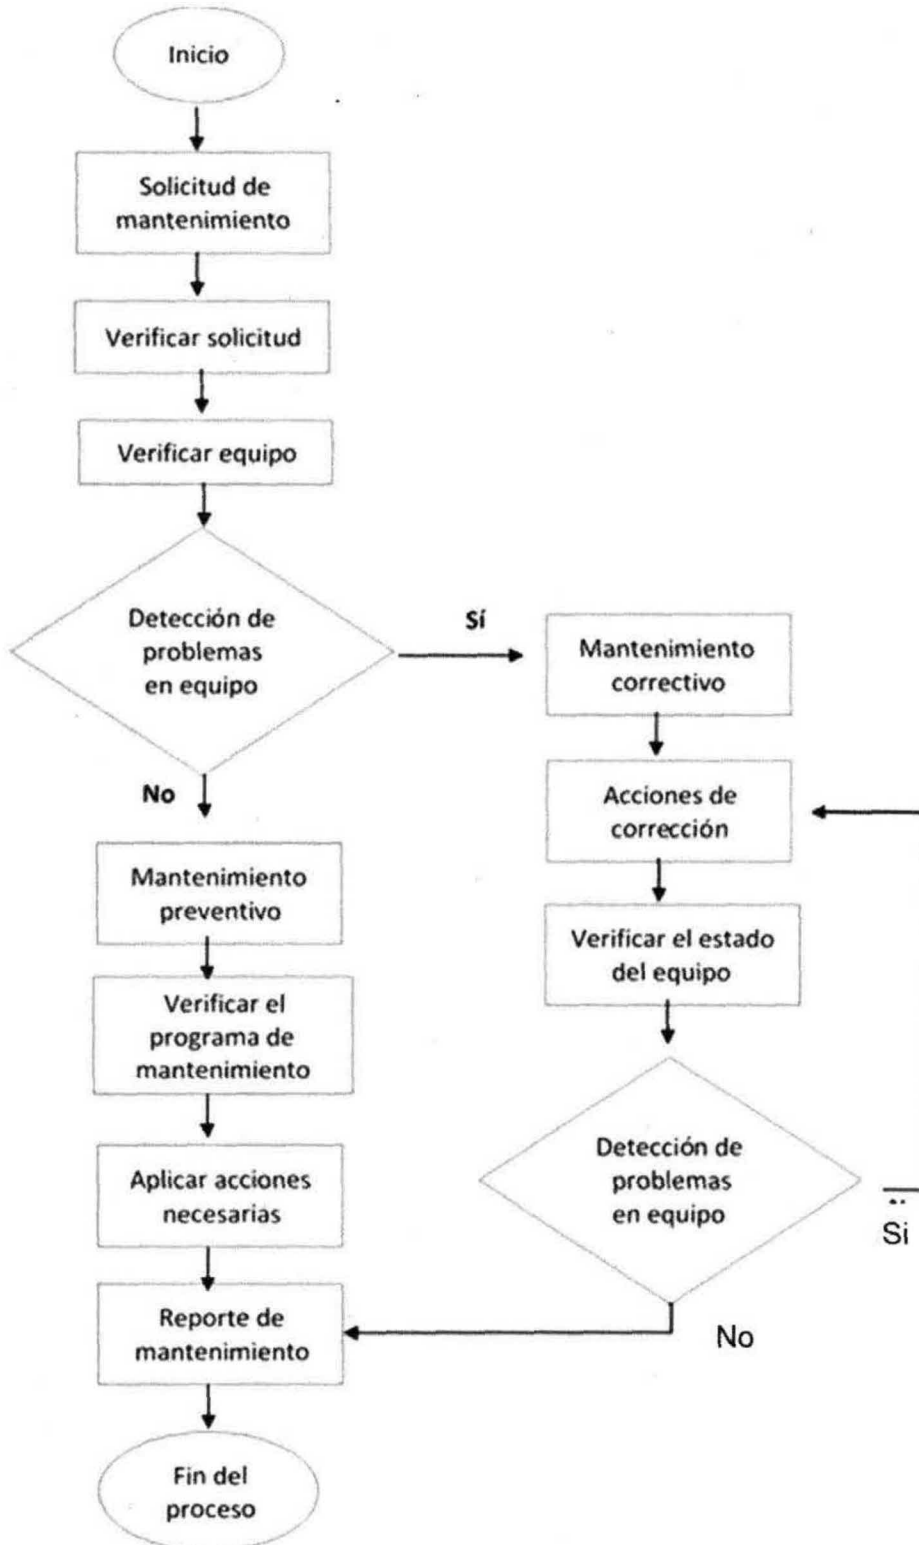 Inicio
Solicitud de
mantenimiento
Verificar solicitud
Verificar equipo
Detección de
problemas
en equipo
Sí
No
Mantenimiento
correctivo
Acciones de
corrección
Verificar el estado
del equipo
Detección de
problemas
en equipo
Si
No
Mantenimiento
preventivo
Verificar el
programa de
mantenimiento
Aplicar acciones
necesarias
Reporte de
mantenimiento
Fin del
proceso